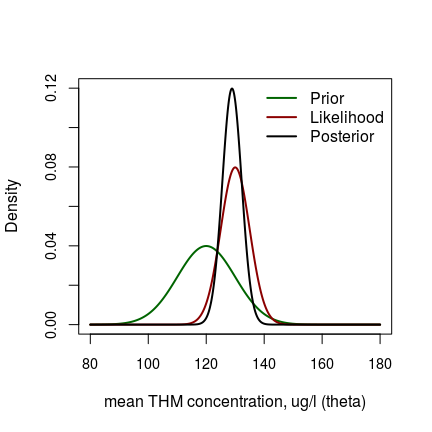 Prior
Likelihood
Posterior
0.12
0.08
0.04
0.00
Density
80 100 120 140 160 180
mean THM concentration, ug/l (theta)